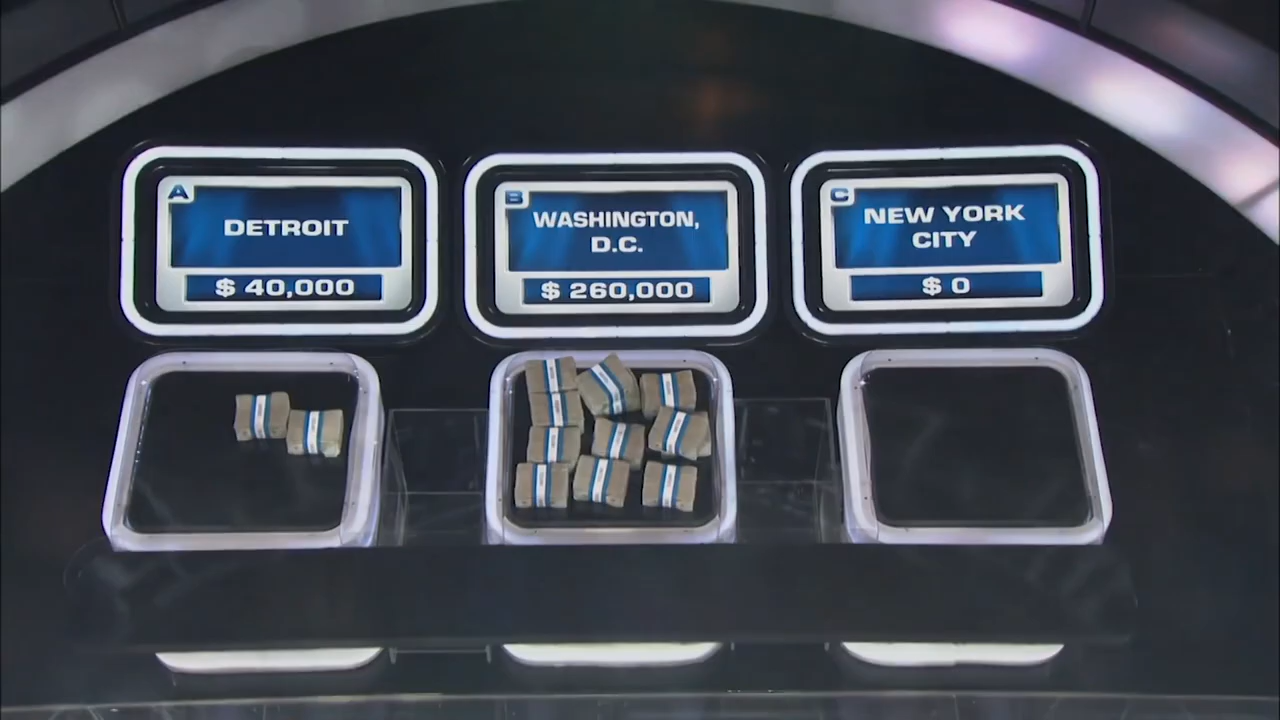 A
DETROIT
$ 40,000
B
WASHINGTON,
D.C.
$ 260,000
C
NEW YORK
CITY
$ 0